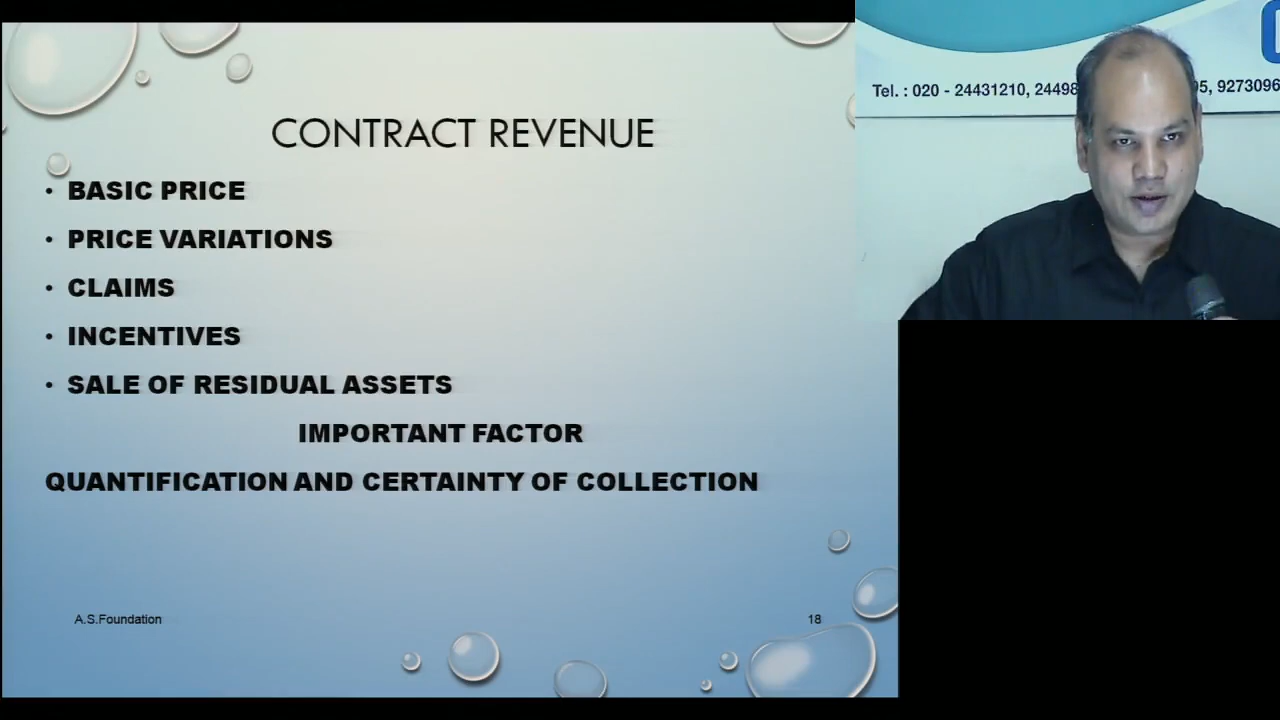 CONTRACT REVENUE
• BASIC PRICE
• PRICE VARIATIONS
• CLAIMS
• INCENTIVES
• SALE OF RESIDUAL ASSETS
IMPORTANT FACTOR
QUANTIFICATION AND CERTAINTY OF COLLECTION
A.S.Foundation
18
Tel. : 020 - 24431210, 24498 5, 9273096